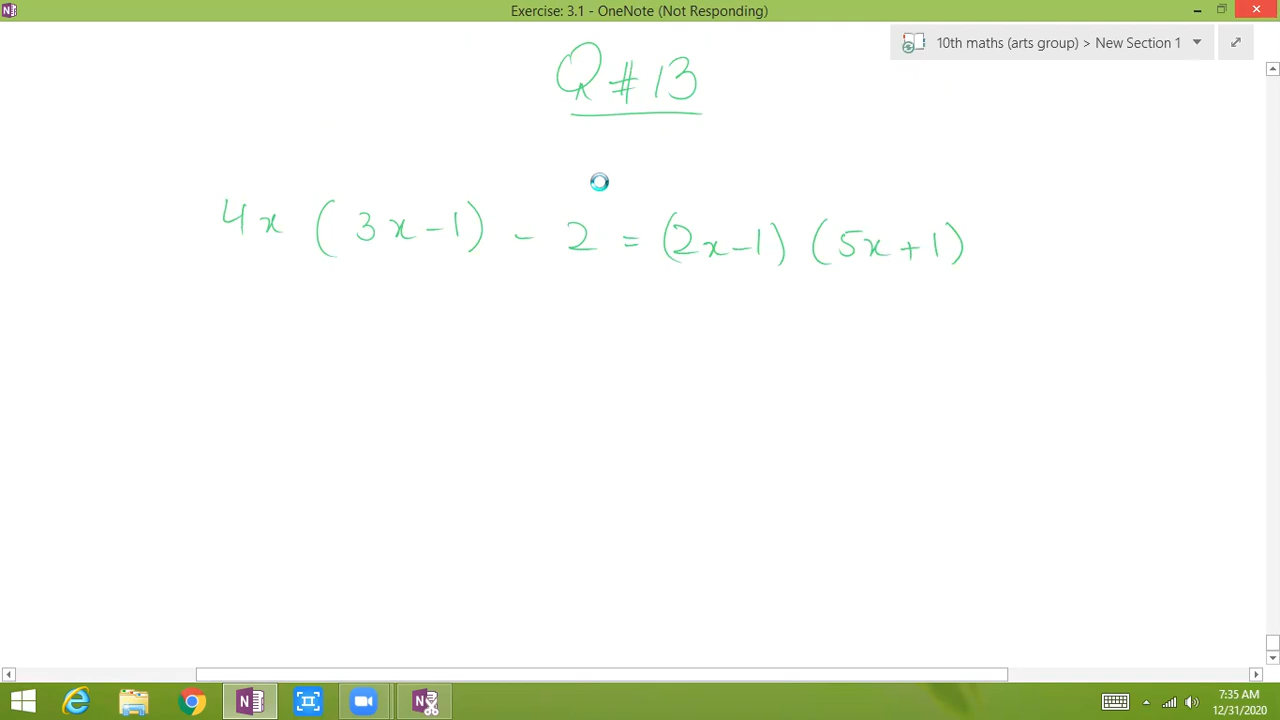 Exercise: 3.1 - OneNote (Not Responding)
10th maths (arts group) > New Section 1
Q # 13
4x (3x-1) - 2 = (2x-1) (5x+1)
7:35 AM
12/31/2020